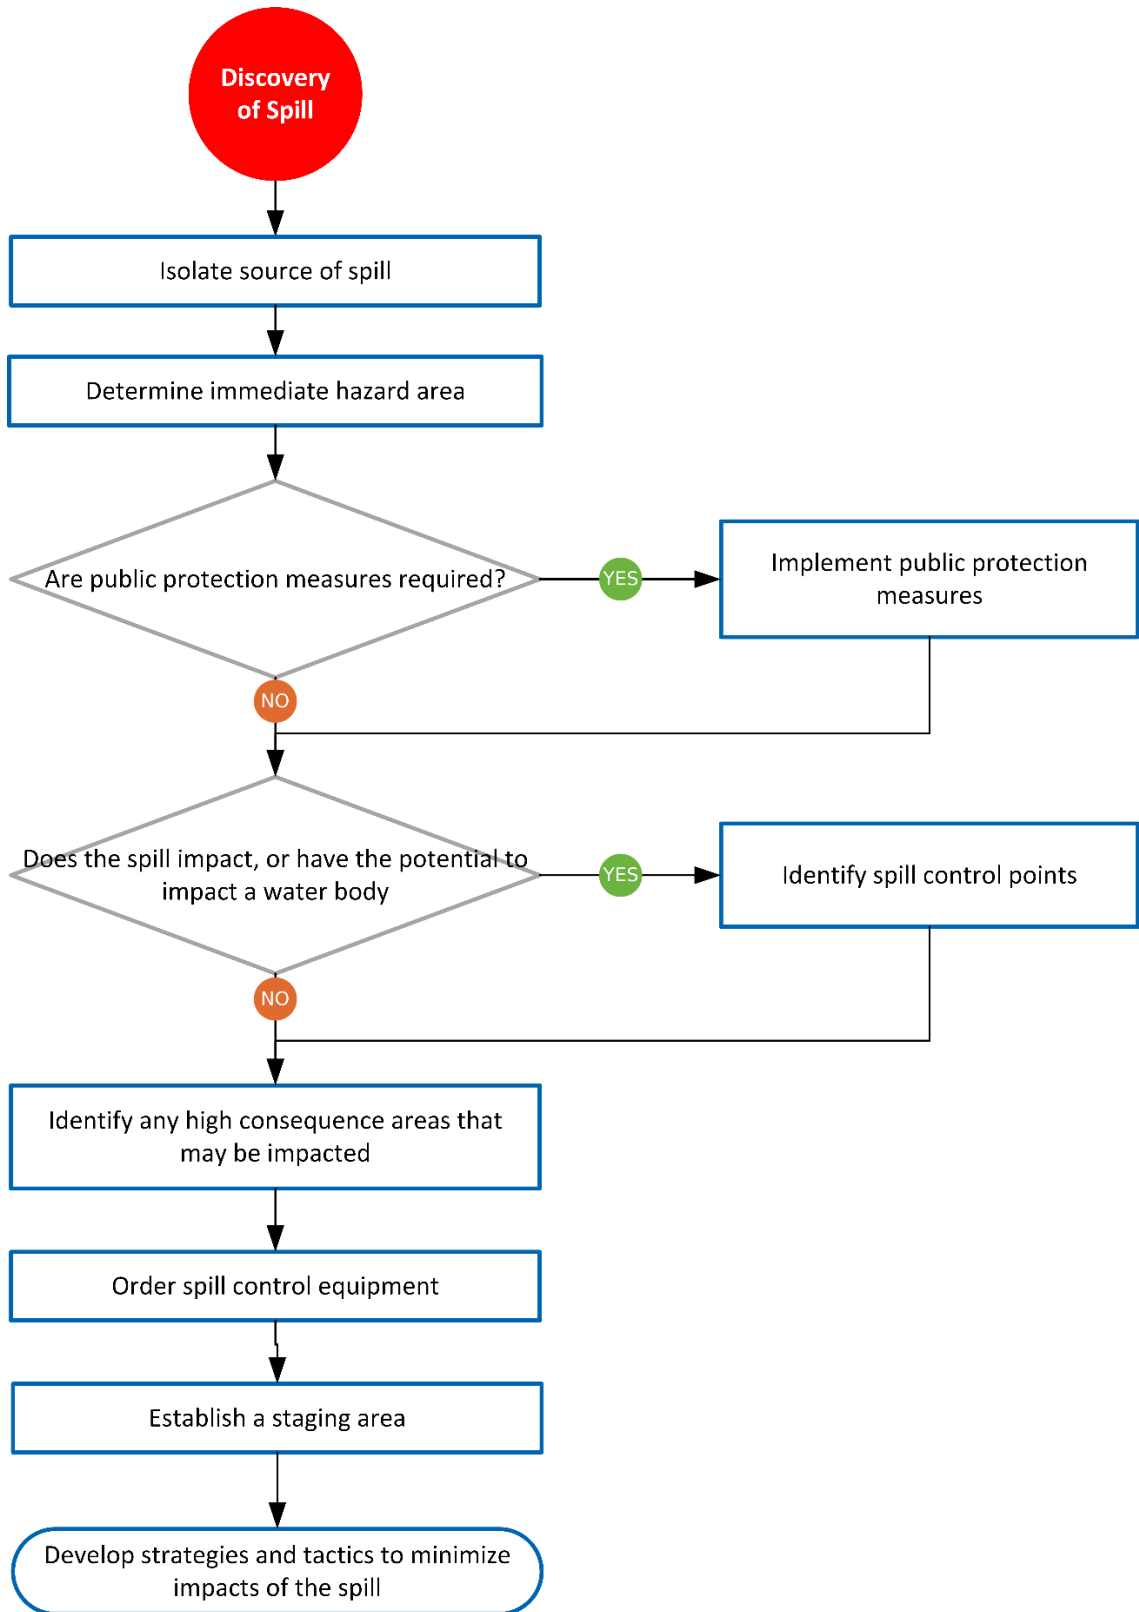 Discovery
of Spill
Isolate source of spill
Determine immediate hazard area
Are public protection measures required?
YES
Implement public protection
measures
NO
Does the spill impact, or have the potential to
impact a water body
YES
Identify spill control points
NO
Identify any high consequence areas that
may be impacted
Order spill control equipment
Establish a staging area
Develop strategies and tactics to minimize
impacts of the spill